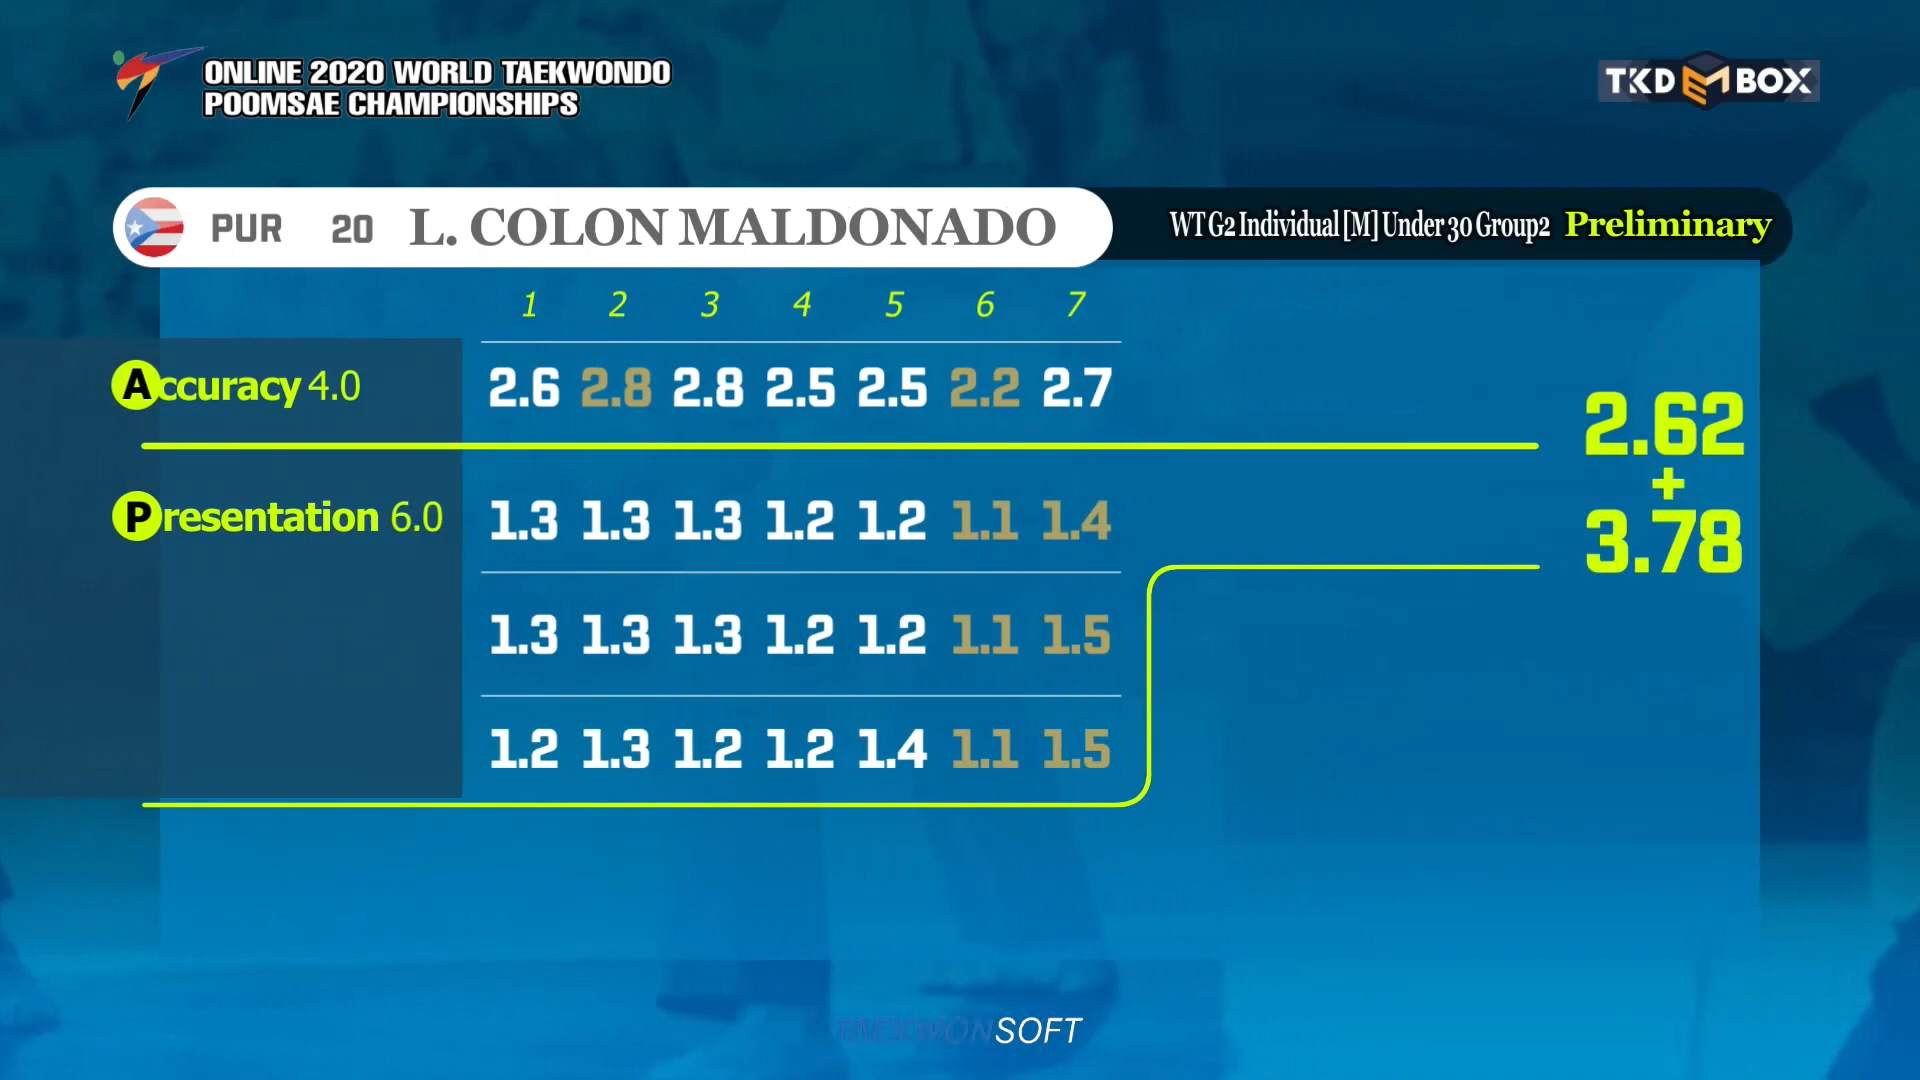 ONLINE 2020 WORLD TAEKWONDO
POOMSAE CHAMPIONSHIPS
TKD BOX
PUR 20 L. COLON MALDONADO
WT G2 Individual [M] Under 30 Group2 Preliminary
1 2 3 4 5 6 7
Accuracy 4.0 2.6 2.8 2.8 2.5 2.5 2.2 2.7
2.62
+
3.78
Presentation 6.0 1.3 1.3 1.3 1.2 1.2 1.1 1.4
1.3 1.3 1.3 1.2 1.2 1.1 1.5
1.2 1.3 1.2 1.2 1.4 1.1 1.5
TAEKWONSOFT